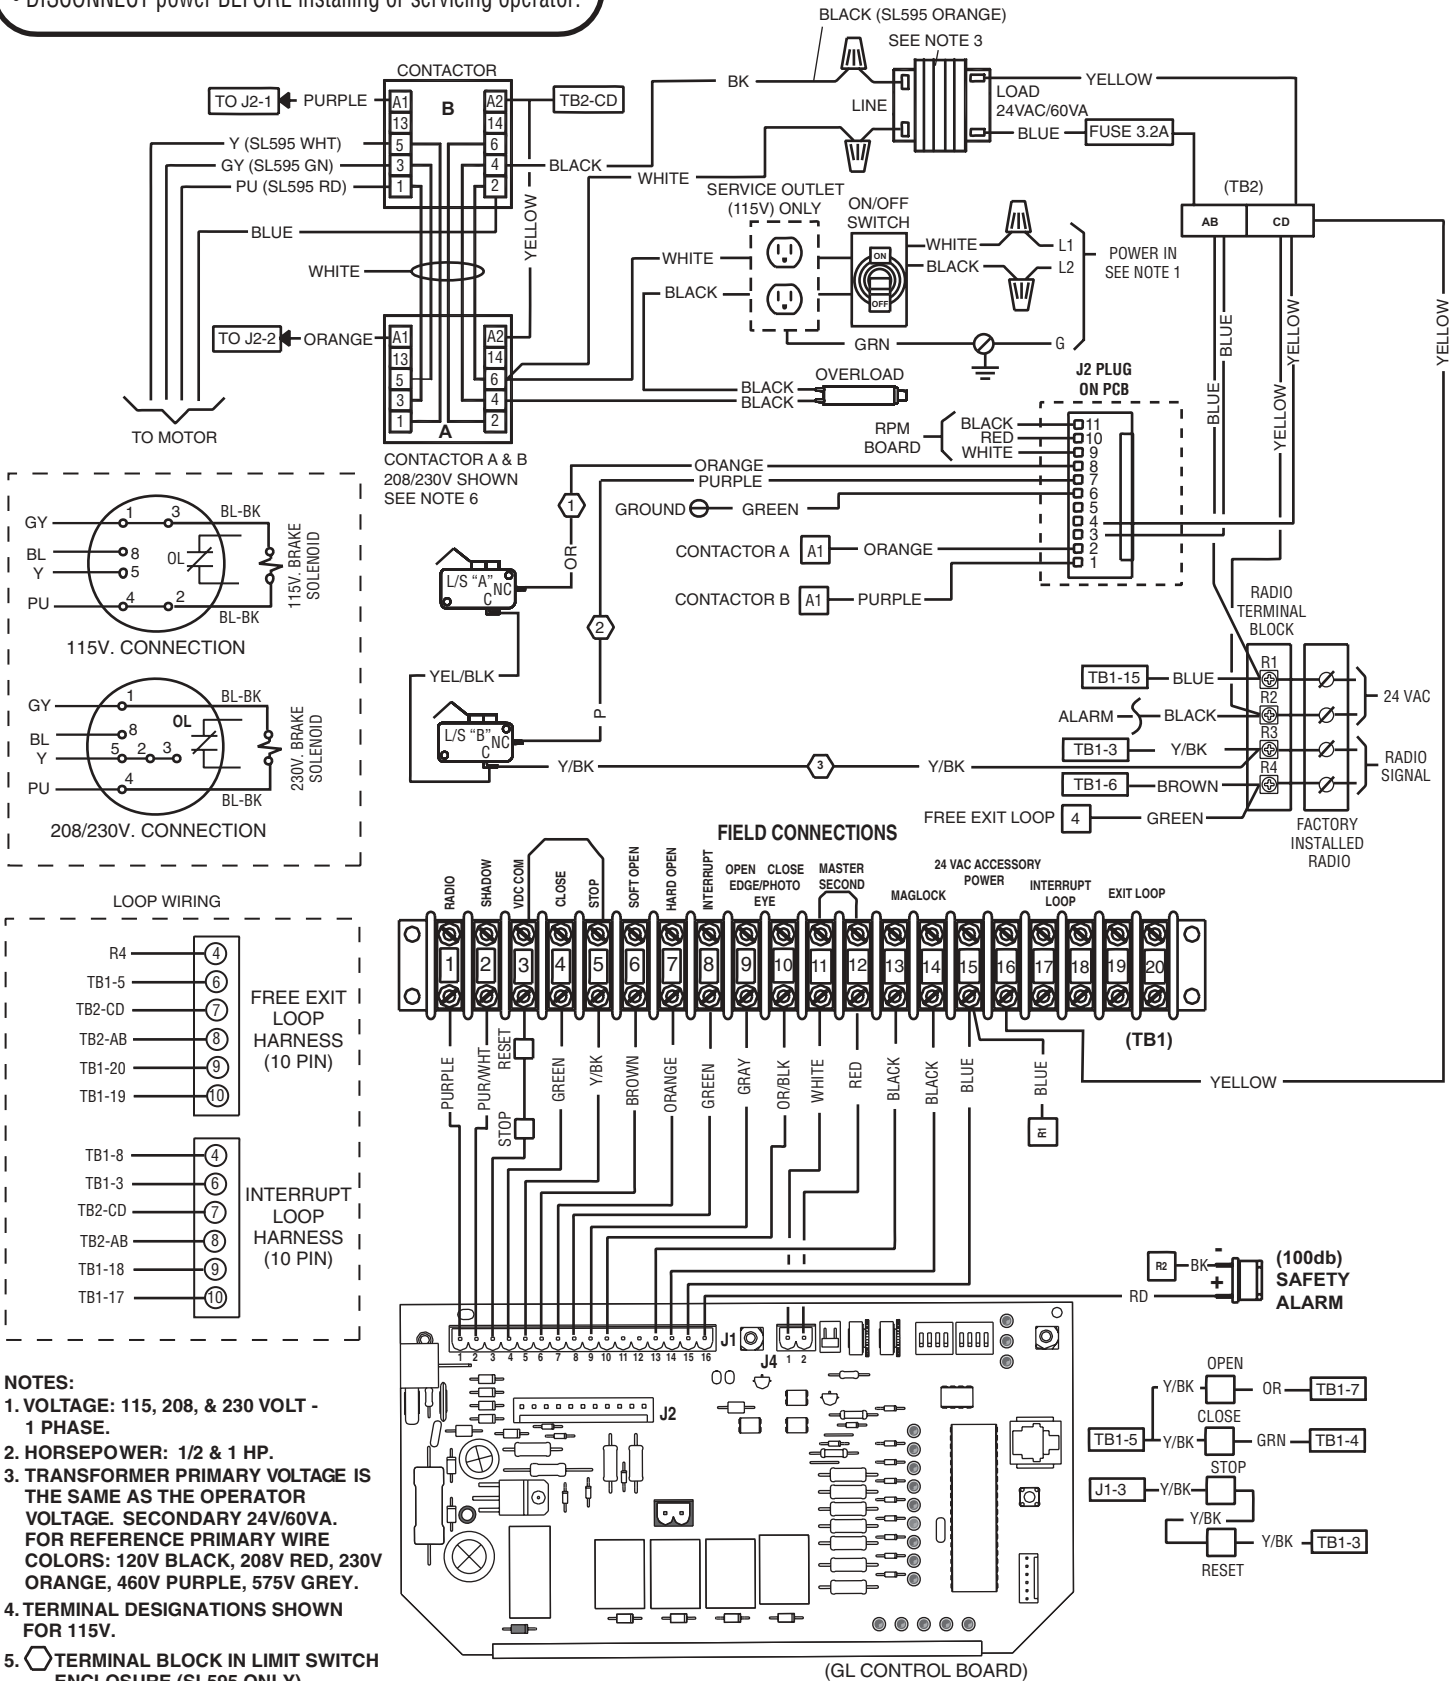 • DISCONNECT power BEFORE installing or servicing operator.
BLACK (SL595 ORANGE)
SEE NOTE 3
CONTACTOR
TO J2-1
PURPLE
A1
B
A2
TB2-CD
13
14
5
6
3
4
1
2
Y (SL595 WHT)
GY (SL595 GN)
PU (SL595 RD)
BLUE
BLACK
BK
WHITE
LINE
LOAD
24VAC/60VA
YELLOW
BLUE
FUSE 3.2A
(TB2)
AB
CD
YELLOW
WHITE
SERVICE OUTLET
(115V) ONLY
ON/OFF
SWITCH
ON
OFF
WHITE
BLACK
WHITE
BLACK
L1
L2
POWER IN
SEE NOTE 1
GRN
G
BLUE
YELLOW
BLUE
YELLOW
YELLOW
TO J2-2
ORANGE
A1
A2
13
14
5
6
3
4
1
2
A
TO MOTOR
CONTACTOR A & B
208/230V SHOWN
SEE NOTE 6
BLACK
BLACK
OVERLOAD
J2 PLUG
ON PCB
RPM
BOARD
BLACK
RED
WHITE
ORANGE
PURPLE
GROUND
GREEN
CONTACTOR A
A1
ORANGE
CONTACTOR B
A1
PURPLE
11
10
9
8
7
6
5
4
3
2
1
1
OR
2
P
L/S "A"
NC
C
YEL/BLK
L/S "B"
NC
C
Y/BK
3
Y/BK
RADIO
TERMINAL
BLOCK
R1
R2
R3
R4
TB1-15
BLUE
ALARM
BLACK
TB1-3
Y/BK
TB1-6
BROWN
FREE EXIT LOOP
4
GREEN
24 VAC
RADIO
SIGNAL
FACTORY
INSTALLED
RADIO
GY
1
3
BL-BK
BL
8
OL
Y
5
PU
4
2
BL-BK
115V. BRAKE
SOLENOID
115V. CONNECTION
GY
1
BL-BK
BL
8
OL
Y
5
2
3
PU
4
BL-BK
230V. BRAKE
SOLENOID
208/230V. CONNECTION
LOOP WIRING
R4
4
TB1-5
6
TB2-CD
7
TB2-AB
8
TB1-20
9
TB1-19
10
FREE EXIT
LOOP
HARNESS
(10 PIN)
TB1-8
4
TB1-3
6
TB2-CD
7
TB2-AB
8
TB1-18
9
TB1-17
10
INTERRUPT
LOOP
HARNESS
(10 PIN)
FIELD CONNECTIONS
RADIO
SHADOW
VDC COM
CLOSE
STOP
SOFT OPEN
HARD OPEN
INTERRUPT
OPEN CLOSE
EDGE/PHOTO
EYE
MASTER
SECOND
MAGLOCK
24 VAC ACCESSORY
POWER
INTERRUPT
LOOP
EXIT LOOP
1 2 3 4 5 6 7 8 9 10 11 12 13 14 15 16 17 18 19 20
(TB1)
PURPLE
PUR/WHT
RESET
STOP
GREEN
Y/BK
BROWN
ORANGE
GREEN
GRAY
OR/BLK
WHITE
RED
BLACK
BLACK
BLUE
BLUE
R1
YELLOW
R2
BK
-
+
RD
(100db)
SAFETY
ALARM
1 2 3 4 5 6 7 8 9 10 11 12 13 14 15 16
J1
J4
1 2
J2
(GL CONTROL BOARD)
OPEN
Y/BK
OR
TB1-7
CLOSE
TB1-5
Y/BK
GRN
TB1-4
STOP
J1-3
Y/BK
Y/BK
Y/BK
TB1-3
RESET
NOTES:
1. VOLTAGE: 115, 208, & 230 VOLT -
1 PHASE.
2. HORSEPOWER: 1/2 & 1 HP.
3. TRANSFORMER PRIMARY VOLTAGE IS
THE SAME AS THE OPERATOR
VOLTAGE. SECONDARY 24V/60VA.
FOR REFERENCE PRIMARY WIRE
COLORS: 120V BLACK, 208V RED, 230V
ORANGE, 460V PURPLE, 575V GREY.
4. TERMINAL DESIGNATIONS SHOWN
FOR 115V.
5. TERMINAL BLOCK IN LIMIT SWITCH
ENCLOSURE (SL595 ONLY)